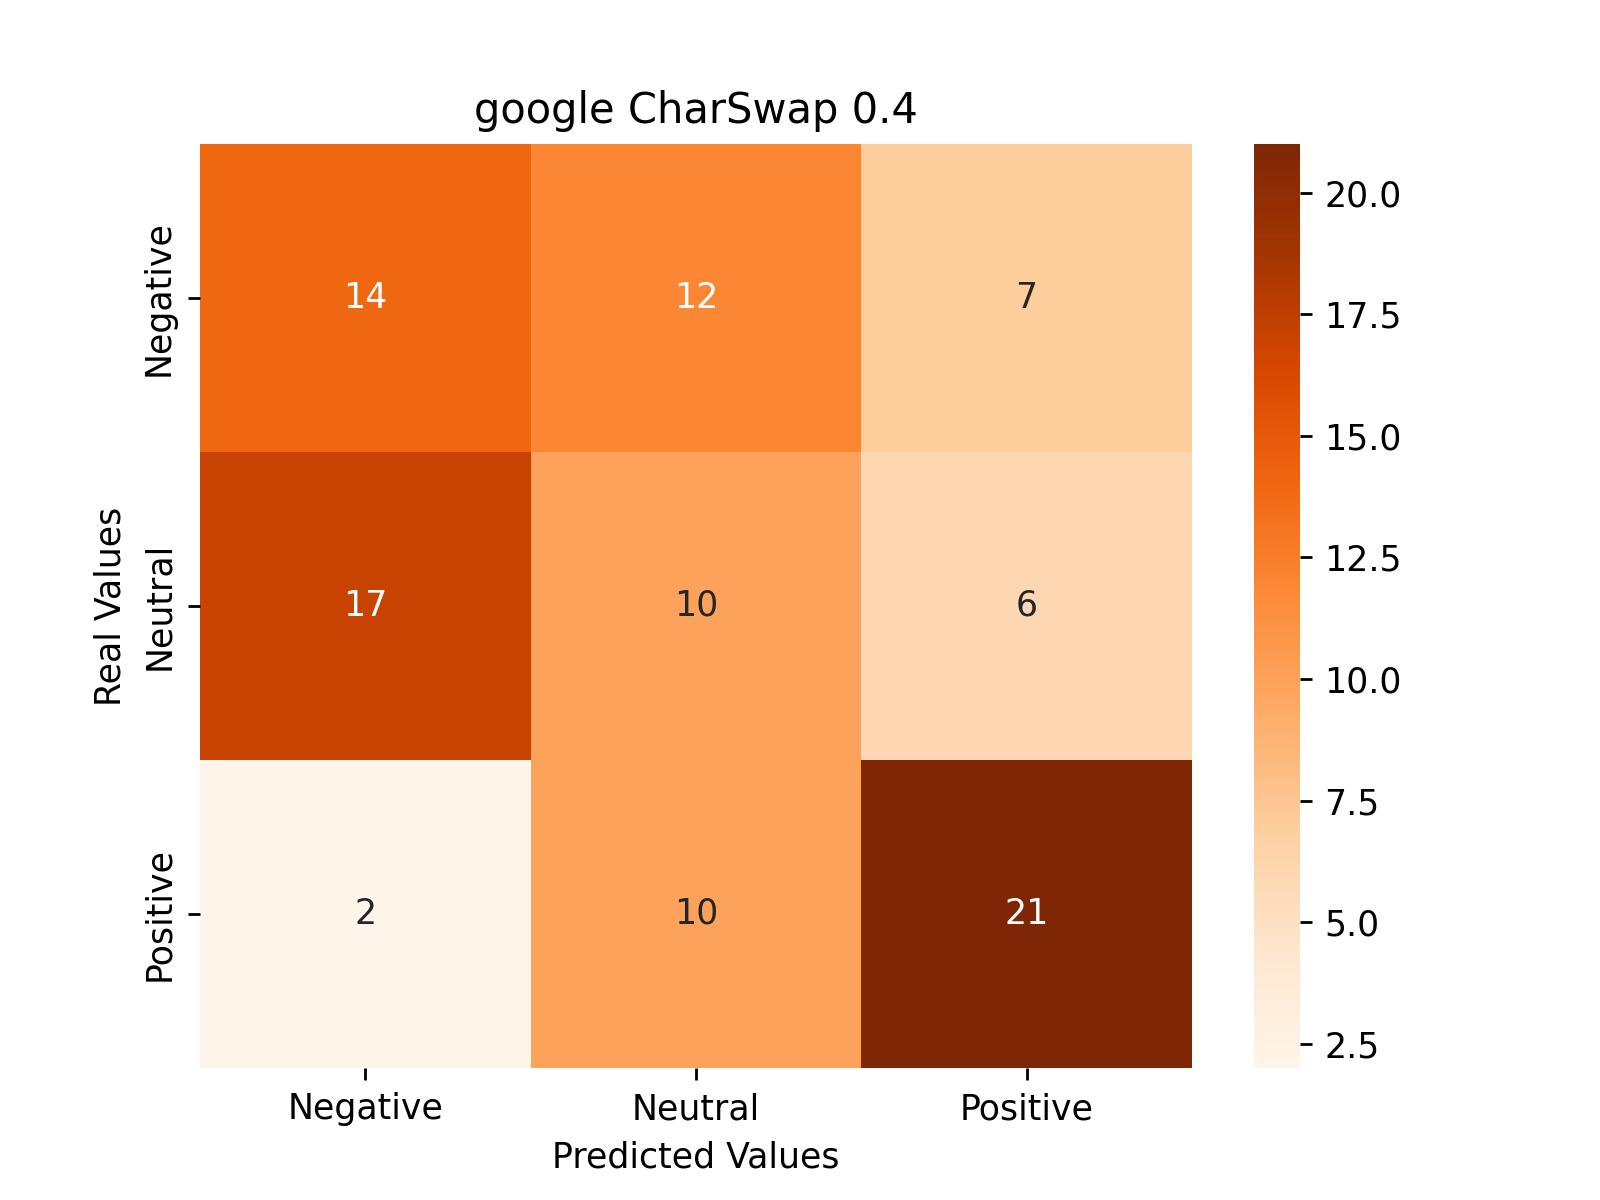 google CharSwap 0.4
Real Values
Negative
14
12
7
Neutral
17
10
6
Positive
2
10
21
Negative
Neutral
Positive
Predicted Values
20.0
17.5
15.0
12.5
10.0
7.5
5.0
2.5